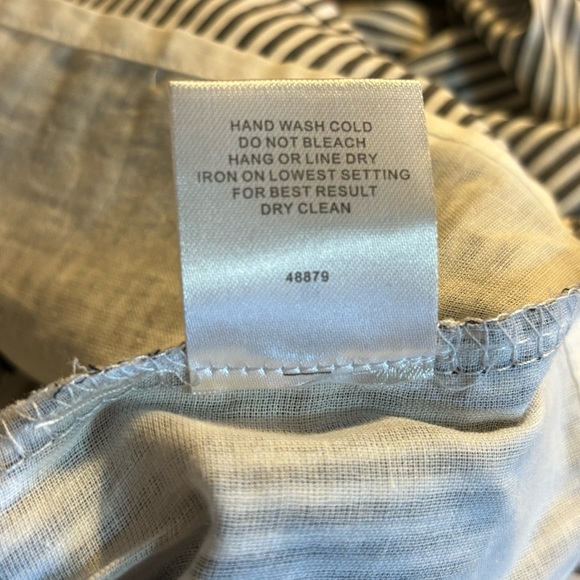 HAND WASH COLD
DO NOT BLEACH
HANG OR LINE DRY
IRON ON LOWEST SETTING
FOR BEST RESULT
DRY CLEAN
48879